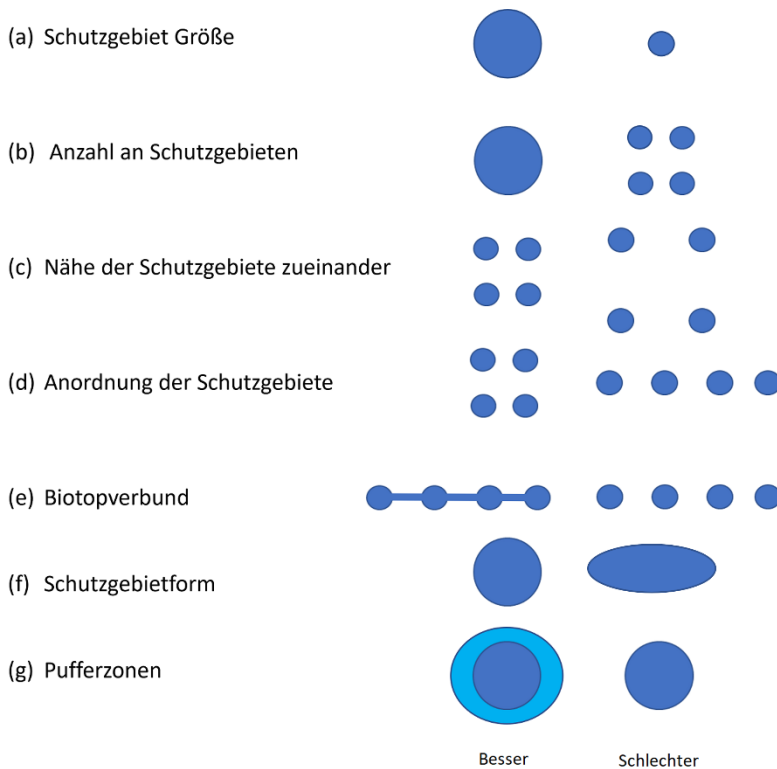 (a) Schutzgebiet Größe
(b) Anzahl an Schutzgebieten
(c) Nähe der Schutzgebiete zueinander
(d) Anordnung der Schutzgebiete
(e) Biotopverbund
(f) Schutzgebietform
(g) Pufferzonen
Besser Schlechter